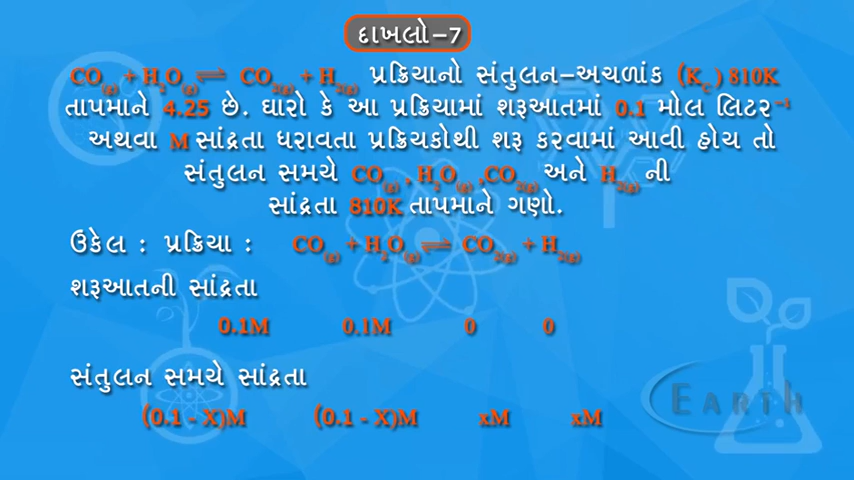 દાખલો-7
CO(g) + H2O(g) ⇌ CO2(g) + H2(g) પ્રક્રિયાનો સંતુલન-અચળાંક (KC) 810K
તાપમાને 4.25 છે. ધારો કે આ પ્રક્રિયામાં શરૂઆતમાં 0.1 મોલ લિટર⁻¹
અથવા M સાંદ્રતા ધરાવતા પ્રક્રિયકોથી શરૂ કરવામાં આવી હોય તો
સંતુલન સમયે CO(g), H2O(g), CO2(g) અને H2(g) ની
સાંદ્રતા 810K તાપમાને ગણો.
ઉકેલ : પ્રક્રિયા : CO(g) + H2O(g) ⇌ CO2(g) + H2(g)
શરૂઆતની સાંદ્રતા
0.1M 0.1M 0 0
સંતુલન સમયે સાંદ્રતા
(0.1 - X)M (0.1 - X)M xM xM
EARTH